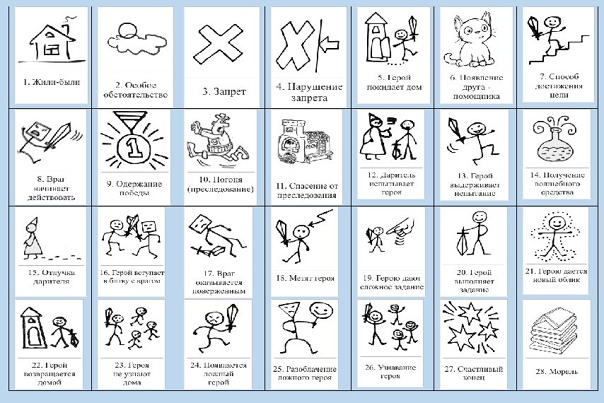 1. Жили-были
2. Особое
обстоятельство
3. Запрет
4. Нарушение
запрета
5. Герой
покидает дом
6. Появление
друга -
помощника
7. Способ
достижения
цели
8. Враг
начинает
действовать
9. Одержание
победы
10. Погоня
(преследование)
11. Спасение от
преследования
12. Даритель
испытывает
героя
13. Герой
выдерживает
испытание
14. Получение
волшебного
средства
15. Отлучка
дарителя
16. Герой вступает
в битву с врагом
17. Враг
оказывается
поверженным
18. Метят героя
19. Герою дают
сложное задание
20. Герой
выполняет
задание
21. Герою дается
новый облик
22. Герой
возвращается
домой
23. Героя
не узнают
дома
24. Появляется
ложный
герой
25. Разоблачение
ложного героя
26. Узнавание
героя
27. Счастливый
конец
28. Мораль
1